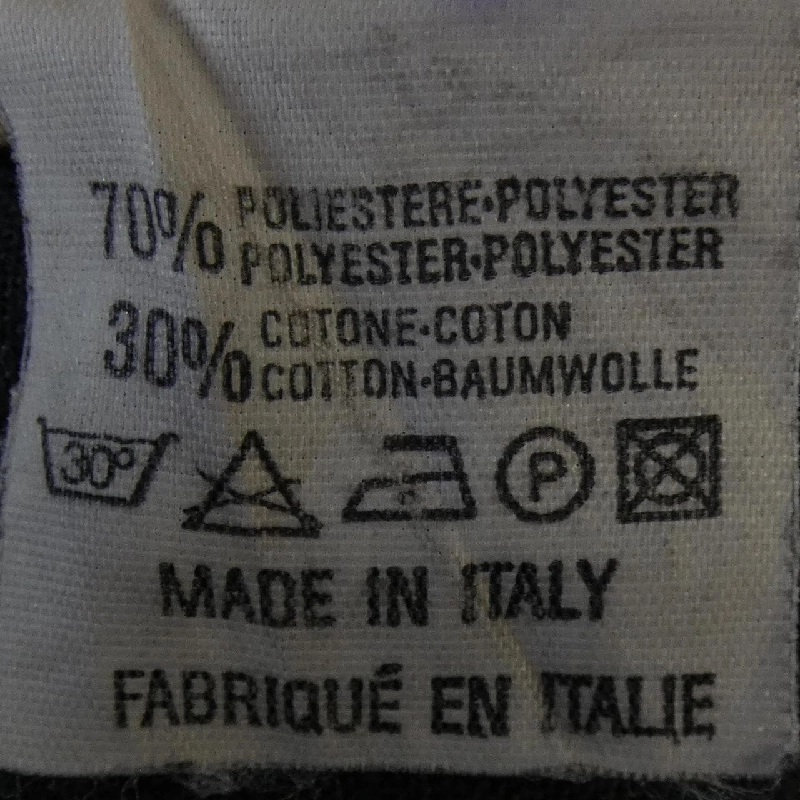 70% POLIESTERE•POLYESTER
POLYESTER•POLYESTER
30% COTONE•COTON
COTTON•BAUMWOLLE
30° P
MADE IN ITALY
FABRIQUÉ EN ITALIE